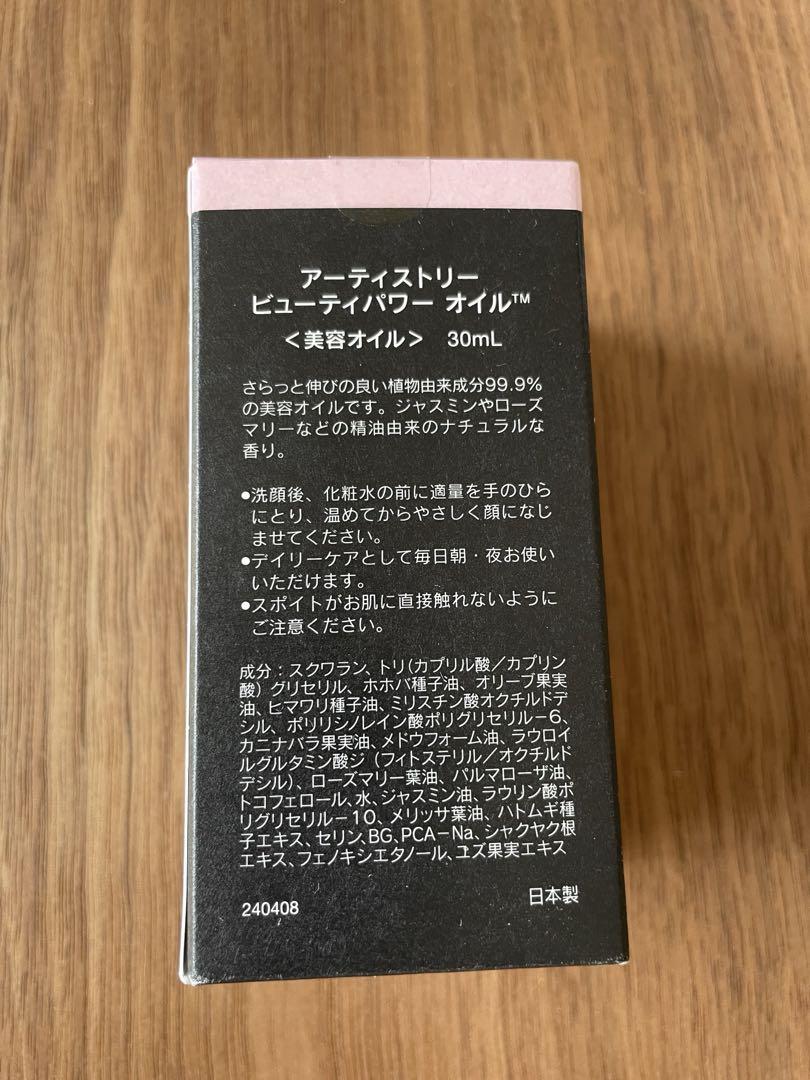 アーティストリー
ビューティパワー オイル™
＜美容オイル＞ 30mL
さらっと伸びの良い植物由来成分99.9%
の美容オイルです。ジャスミンやローズ
マリーなどの精油由来のナチュラルな
香り。
●洗顔後、化粧水の前に適量を手のひら
にとり、温めてからやさしく顔になじ
ませてください。
●デイリーケアとして毎日朝・夜お使い
いただけます。
●スポイトがお肌に直接触れないように
ご注意ください。
成分：スクワラン、トリ(カプリル酸／カプリン
酸）グリセリル、ホホバ種子油、オリーブ果実
油、ヒマワリ種子油、ミリスチン酸オクチルドデ
シル、ポリリシノレイン酸ポリグリセリル－6、
カニナバラ果実油、メドウフォーム油、ラウロイ
ルグルタミン酸ジ（フィトステリル／オクチルド
デシル)、ローズマリー葉油、パルマローザ油、
トコフェロール、水、ジャスミン油、ラウリン酸ポ
リグリセリル－10、メリッサ葉油、ハトムギ種
子エキス、セリン、BG、PCA－Na、シャクヤク根
エキス、フェノキシエタノール、ユズ果実エキス
240408 日本製